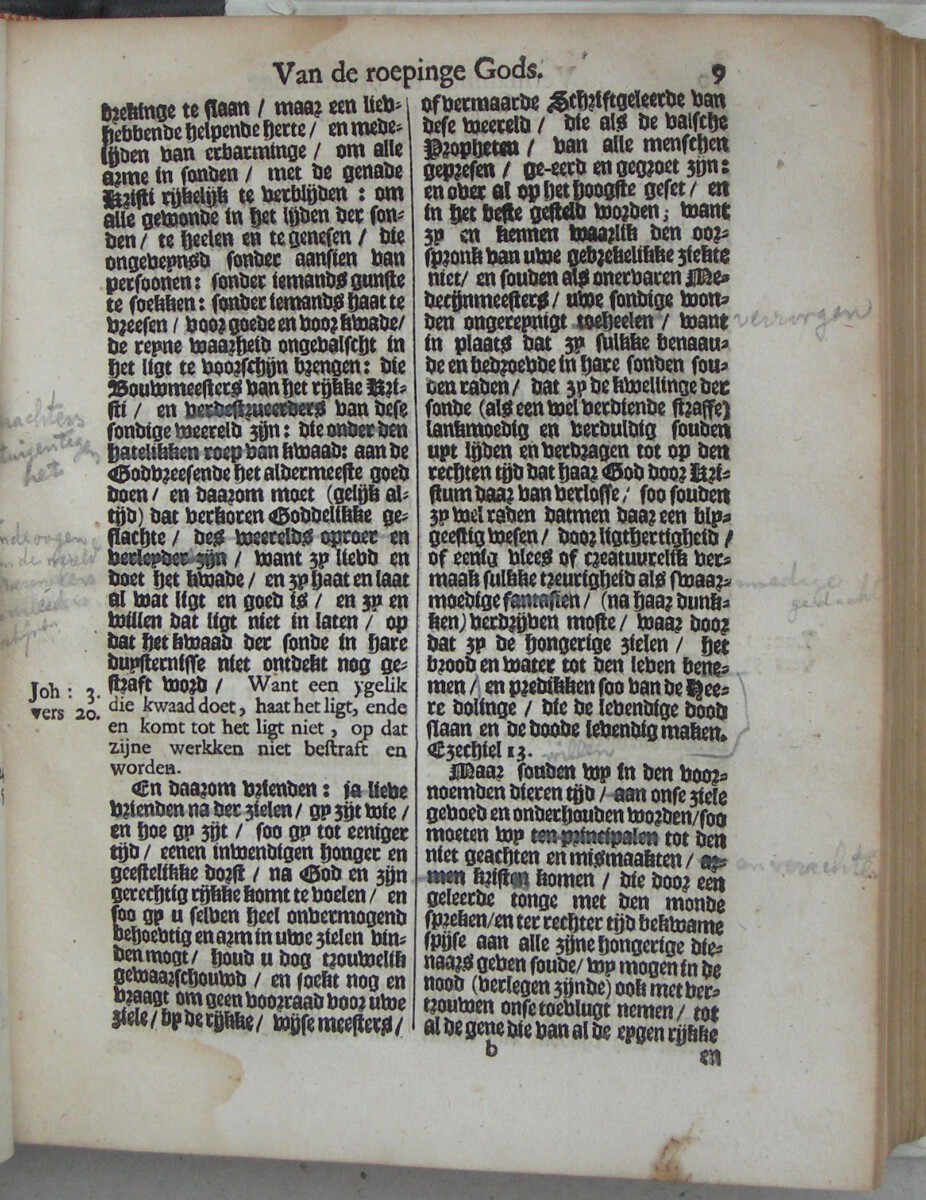 Van de roepinge Gods.
9
brekinge te slaan / maar een lief-
hebbende helpende herte / en mede-
lijden van erbarminge / om alle
arme in sonden / met de genade
Kristi rijkelijk te verblijden : om
alle gewonde in het lijden der son-
den / te heelen en te genesen / die
ongeveynsd sonder aansien van
persoonen : sonder iemands gunste
te soekken : sonder iemands haat te
vreesen / voor goede en voor kwade /
de reyne waarheid ongevalscht in
het ligt te voorschijn brengen : die
Bouwmeesters van het rijkke Kri-
sti / en verdestrueerders van dese
sondige weereld zijn : die onder den
hatelikken roep van kwaad : aan de
Godvreesende het aldermeeste goed
doen / en daarom moet (gelijk al-
tijd) dat verkoren Goddelikke ge-
slachte / des weerelds oproer en
verleyder zijn / want zy liefd en
doet het kwade / en zy haat en laat
al wat ligt en goed is / en zy en
willen dat ligt niet in laten / op
dat het kwaad der sonde in hare
duysternisse niet ontdekt nog ge-
straft word / Want een ygelik
die kwaad doet, haat het ligt, ende
en komt tot het ligt niet, op dat
zijne werkken niet bestraft en
worden.
Joh : 3.
vers 20.
En daarom vrienden : ja lieve
vrienden na der zielen / gy zijt wie /
en hoe gy zijt / soo gy tot eeniger
tijd / eenen inwendigen honger en
geestelikke dorst / na God en zijn
gerechtig rijkke komt te voelen / en
soo gy u selven heel onvermogend
behoevtig en arm in uwe zielen vin-
den mogt / houd u dog trouwelik
gewaarschouwd / en soekt nog en
vraagt om geen voorraad voor uwe
ziele / by de rijkke / wijse meesters /
of vermaarde Schriftgeleerde van
dese weereld / die als de valsche
Propheten / van alle menschen
gepresen / ge-eerd en gegroet zijn :
en over al op het hoogste geset / en
in het beste gesteld worden; want
zy en kennen waarlik den oor-
spronk van uwe gebrekelikke ziekte
niet / en souden als onervaren Me-
decijnmeesters / uwe sondige won-
den ongereynigt toeheelen / want
in plaats dat zy sulkke benaau-
de en bedroevde in hare sonden sou-
den raden / dat zy de kwellinge der
sonde (als een wel verdiende straffe)
lankmoedig en verduldig souden
uyt lijden en verdragen tot op den
rechten tijd dat haar God door Kri-
stum daar van verlosse / soo souden
zy wel raden datmen daar een bly-
geestig wesen / door ligthertigheid /
of eenig vlees of creatuurelik ver-
maak sulkke treurigheid als swaar-
moedige fantasien / (na haar dunk-
ken) verdrijven moste / waar door
dat zy de hongerige zielen / het
brood en water tot den leven bene-
men / en predikken soo van de Hee-
re dolinge / die de levendige dood
slaan en de doode levendig maken.
Ezechiel 13.
Maar souden wy in den voor-
noemden dieren tijd / aan onse ziele
gevoed en onderhouden worden / soo
moeten wy ten principalen tot den
niet geachten en mismaakten / ar-
men kristen komen / die door een
geleerde tonge met den monde
spreken / en ter rechter tijd bekwame
spijse aan alle zijne hongerige die-
naars geven soude / wy mogen in de
nood (verlegen zijnde) ook met ver-
trouwen onse toevlugt nemen / tot
al de gene die van al de eygen rijkke
b
en